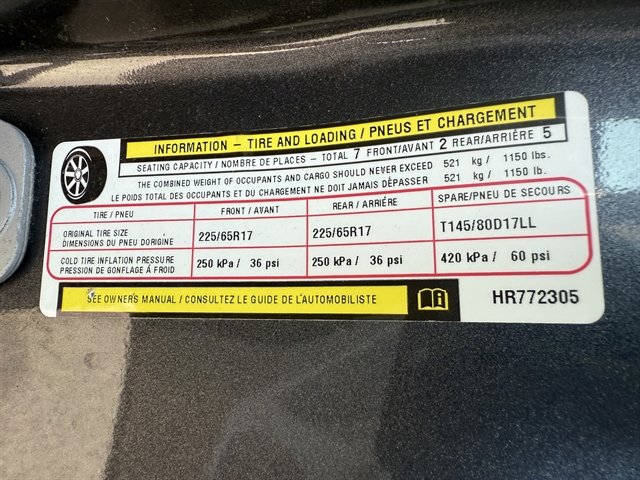 INFORMATION – TIRE AND LOADING / PNEUS ET CHARGEMENT
SEATING CAPACITY / NOMBRE DE PLACES – TOTAL 7 FRONT/AVANT 2 REAR/ARRIÈRE 5
THE COMBINED WEIGHT OF OCCUPANTS AND CARGO SHOULD NEVER EXCEED 521 kg / 1150 lbs.
LE POIDS TOTAL DES OCCUPANTS ET DU CHARGEMENT NE DOIT JAMAIS DÈPASSER 521 kg / 1150 lb.
TIRE / PNEU FRONT / AVANT REAR / ARRIÉRE SPARE/PNEU DE SECOURS
ORIGINAL TIRE SIZE
DIMENSIONS DU PNEU DORIGINE 225/65R17 225/65R17 T145/80D17LL
COLD TIRE INFLATION PRESSURE
PRESSION DE GONFLAGE Á FROID 250 kPa / 36 psi 250 kPa / 36 psi 420 kPa / 60 psi
SEE OWNERS MANUAL / CONSULTEZ LE GUIDE DE L'AUTOMOBILISTE
HR772305